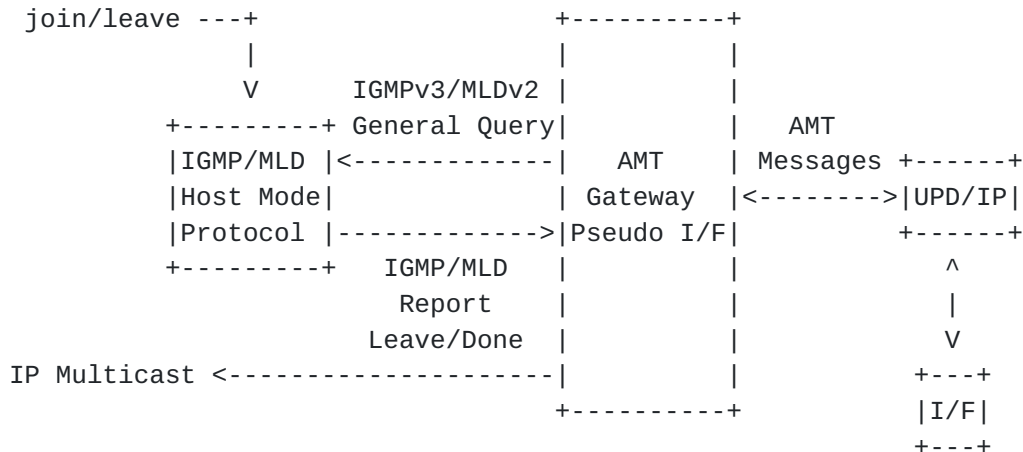 join/leave ---+                   +----------+
              |                   |          |
              V      IGMPv3/MLDv2 |          |
         +---------+ General Query|          |   AMT
         |IGMP/MLD |<-------------|   AMT    | Messages +------+
         |Host Mode|              | Gateway  |<-------->|UPD/IP|
         |Protocol |------------->|Pseudo I/F|          +------+
         +---------+   IGMP/MLD   |          |             ^
                        Report    |          |             |
                      Leave/Done  |          |             V
IP Multicast <--------------------|          |           +---+
                                  +----------+           |I/F|
                                                         +---+